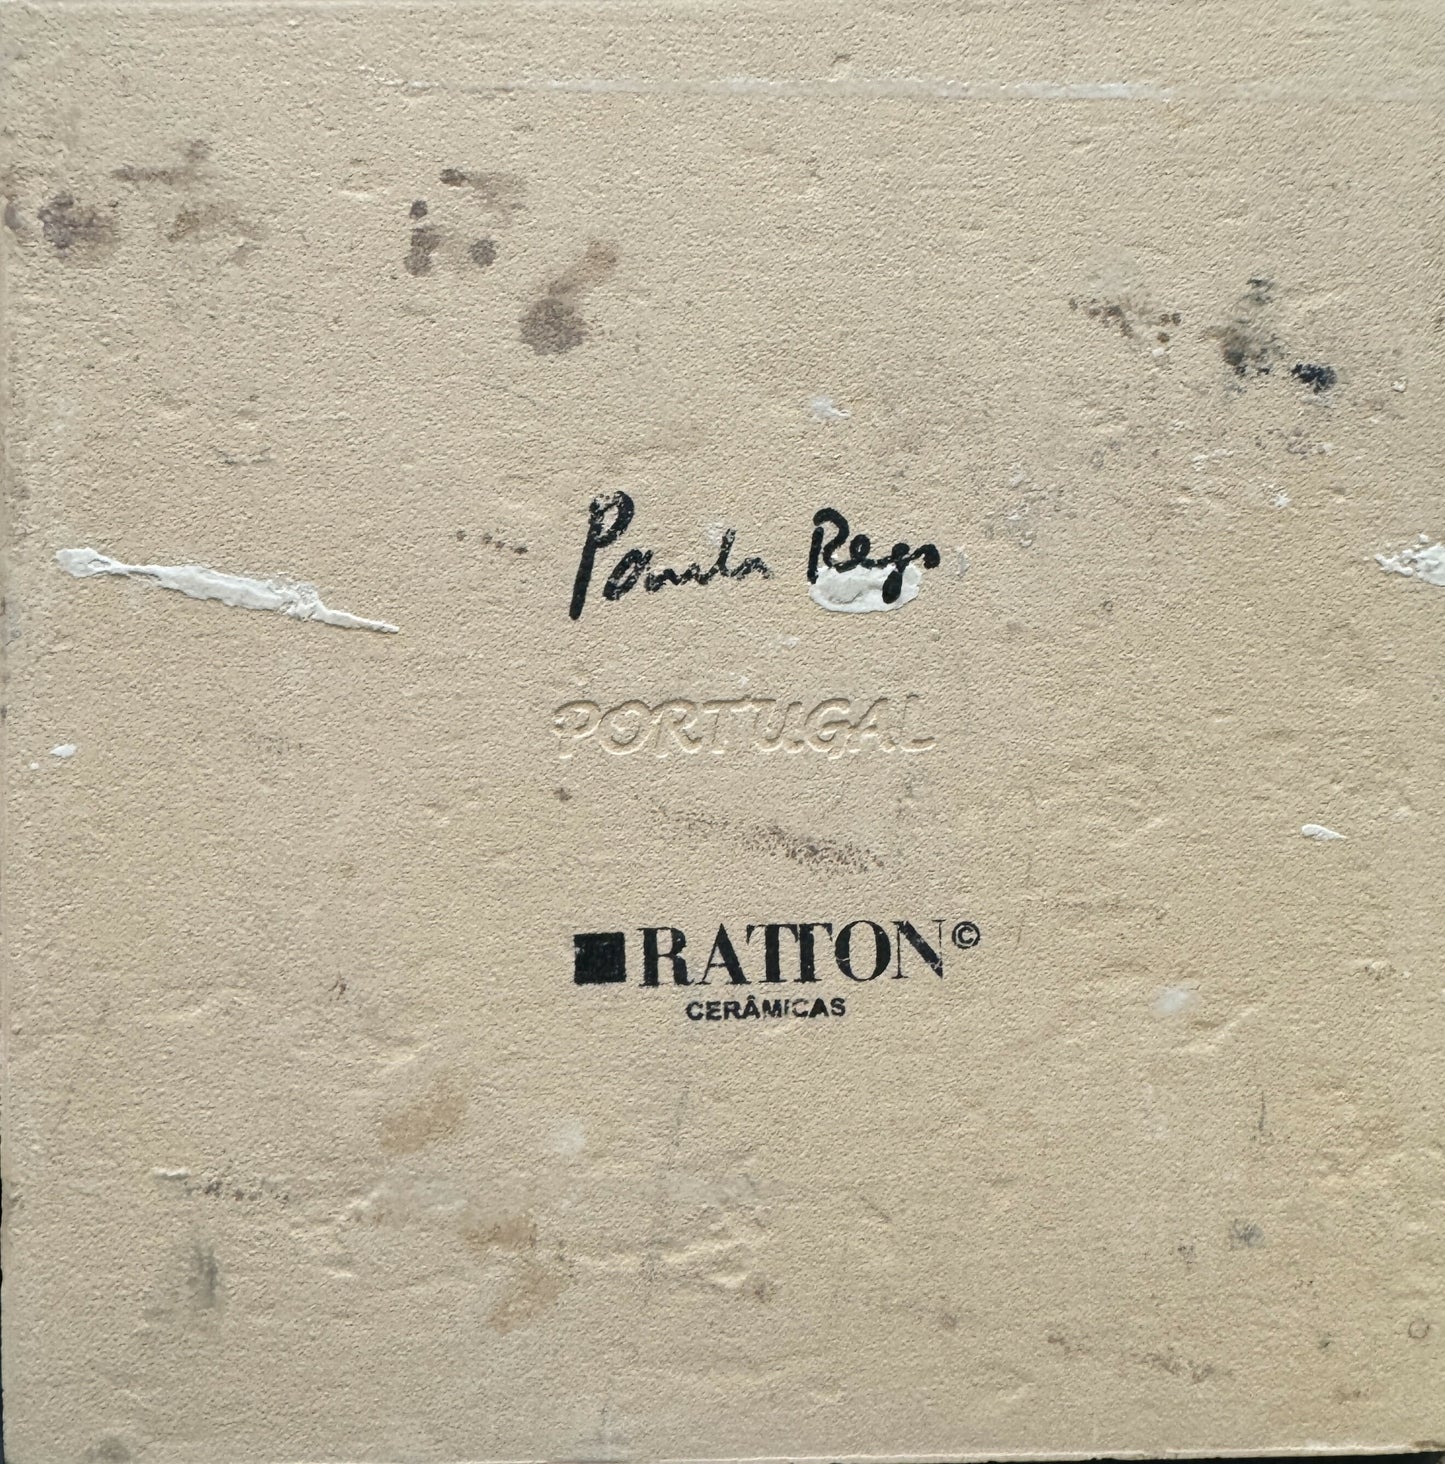 Paula Rego
PORTUGAL
RATTON©
CERÂMICAS